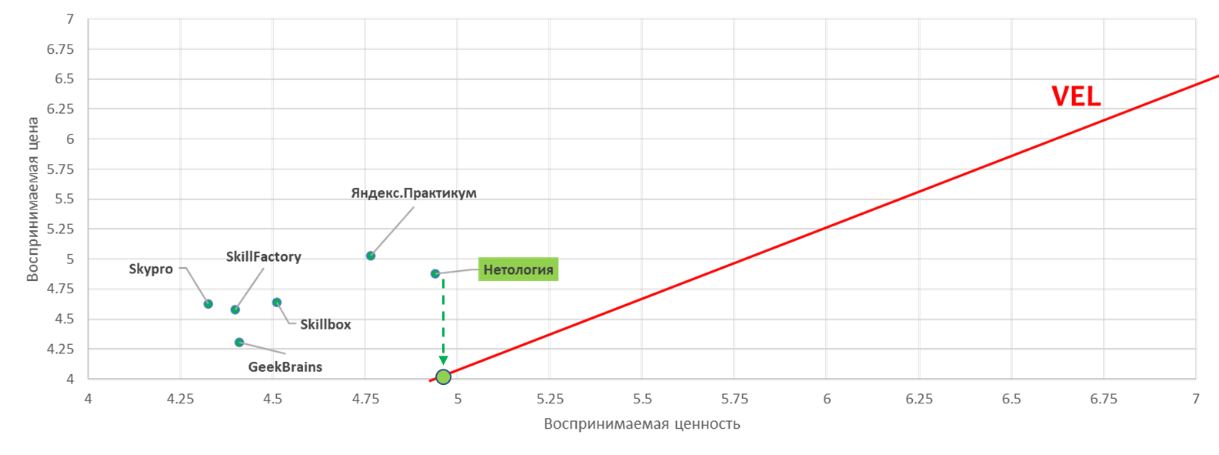 7
6.75
6.5
6.25
6
5.75
5.5
5.25
5
4.75
4.5
4.25
4
Воспринимаемая цена
VEL
Яндекс.Практикум
SkillFactory
Skypro
Нетология
Skillbox
GeekBrains
4 4.25 4.5 4.75 5 5.25 5.5 5.75 6 6.25 6.5 6.75 7
Воспринимаемая ценность